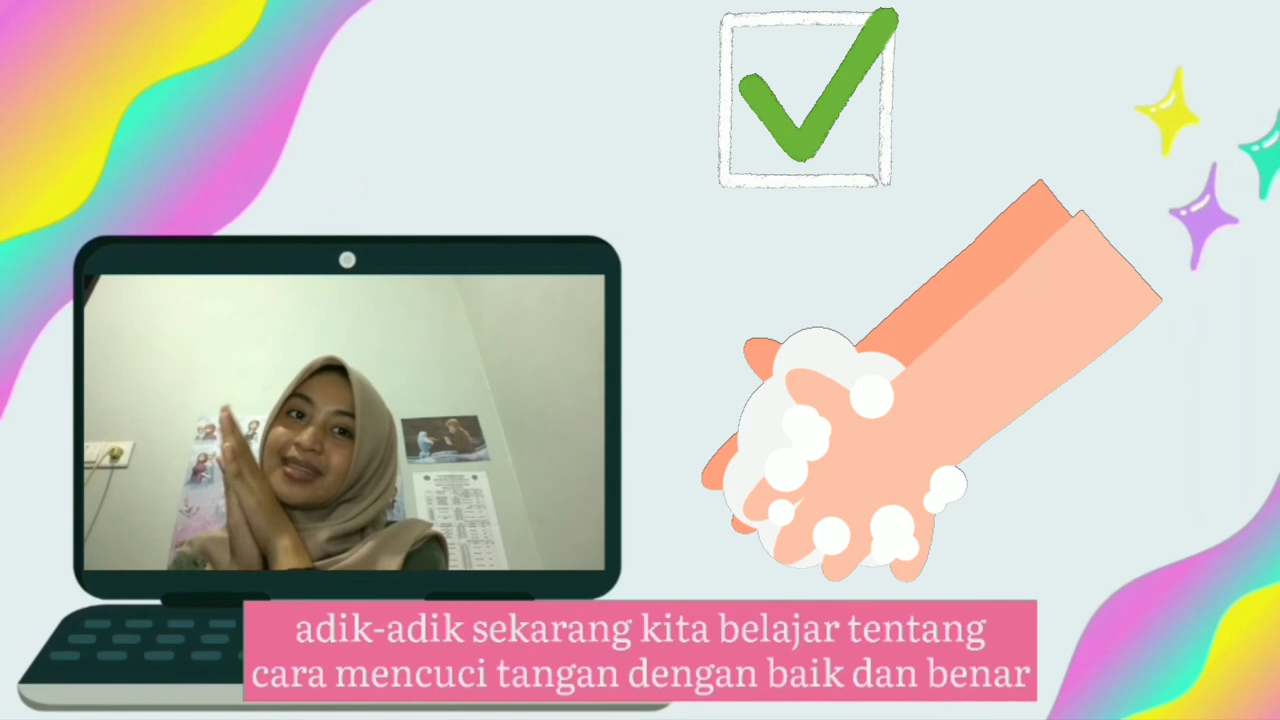 adik-adik sekarang kita belajar tentang
cara mencuci tangan dengan baik dan benar